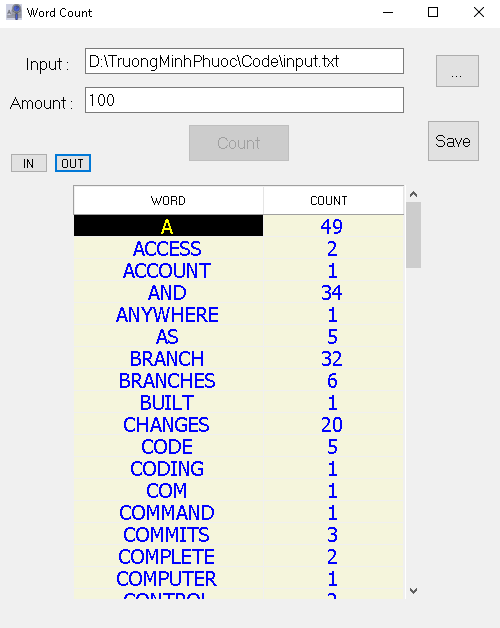 Word Count
Input : D:\TruongMinhPhuoc\Code\input.txt ...
Amount : 100
Count Save
IN OUT
WORD COUNT
A 49
ACCESS 2
ACCOUNT 1
AND 34
ANYWHERE 1
AS 5
BRANCH 32
BRANCHES 6
BUILT 1
CHANGES 20
CODE 5
CODING 1
COM 1
COMMAND 1
COMMITS 3
COMPLETE 2
COMPUTER 1
CONTROL